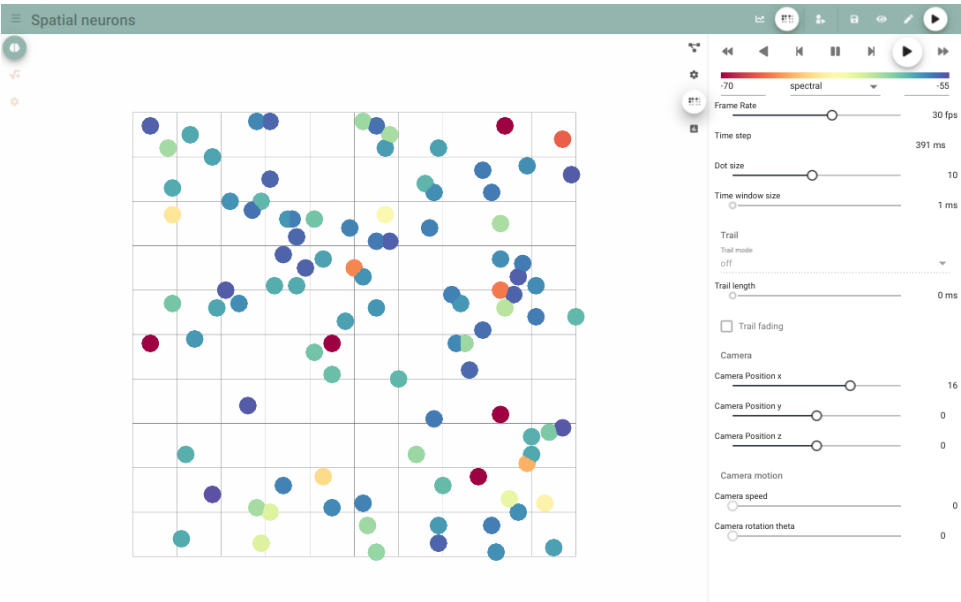 Spatial neurons
-70 spectral -55
Frame Rate
30 fps
Time step
391 ms
Dot size
10
Time window size
1 ms
Trail
Trail mode
off
Trail length
0 ms
Trail fading
Camera
Camera Position x
16
Camera Position y
0
Camera Position z
0
Camera motion
Camera speed
0
Camera rotation theta
0